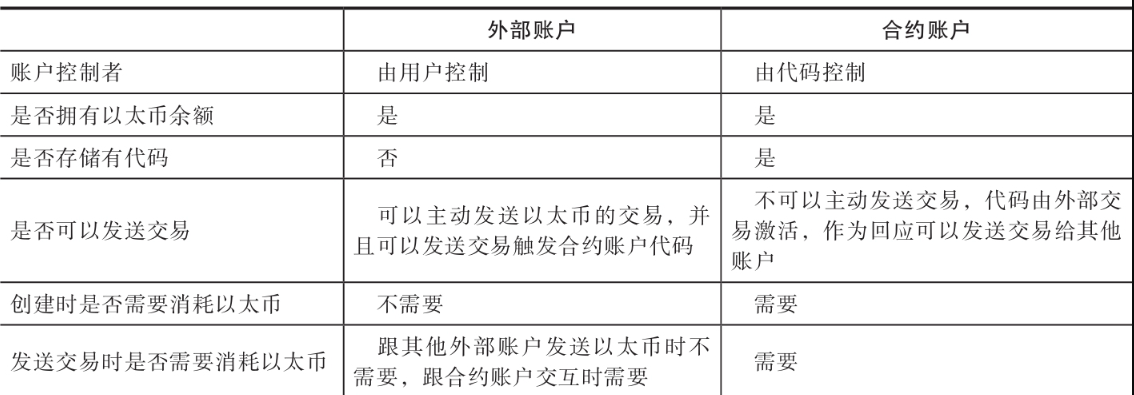 外部账户 合约账户
账户控制者 由用户控制 由代码控制
是否拥有以太币余额 是 是
是否存储有代码 否 是
是否可以发送交易
可以主动发送以太币的交易，并
且可以发送交易触发合约账户代码
不可以主动发送交易，代码由外部交
易激活，作为回应可以发送交易给其他
账户
创建时是否需要消耗以太币 不需要 需要
发送交易时是否需要消耗以太币
跟其他外部账户发送以太币时不
需要，跟合约账户交互时需要
需要